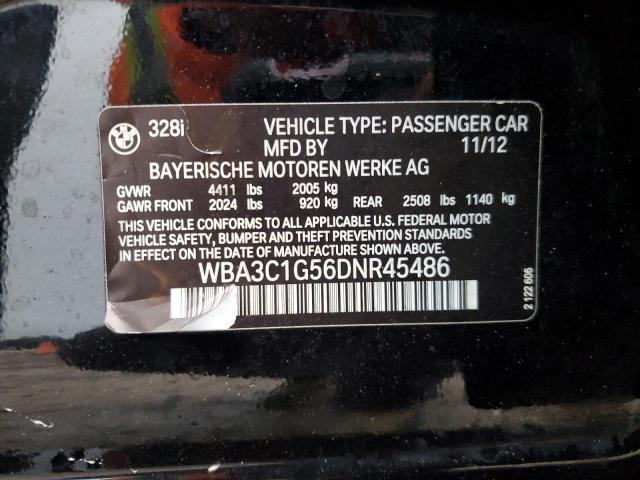 BMW 328i VEHICLE TYPE: PASSENGER CAR
MFD BY 11/12
BAYERISCHE MOTOREN WERKE AG
GVWR 4411 lbs 2005 kg
GAWR FRONT 2024 lbs 920 kg REAR 2508 lbs 1140 kg
THIS VEHICLE CONFORMS TO ALL APPLICABLE U.S. FEDERAL MOTOR
VEHICLE SAFETY, BUMPER AND THEFT PREVENTION STANDARDS
IN EFFECT ON THE DATE OF MANUFACTURE SHOWN ABOVE.
WBA3C1G56DNR45486
2 122 606